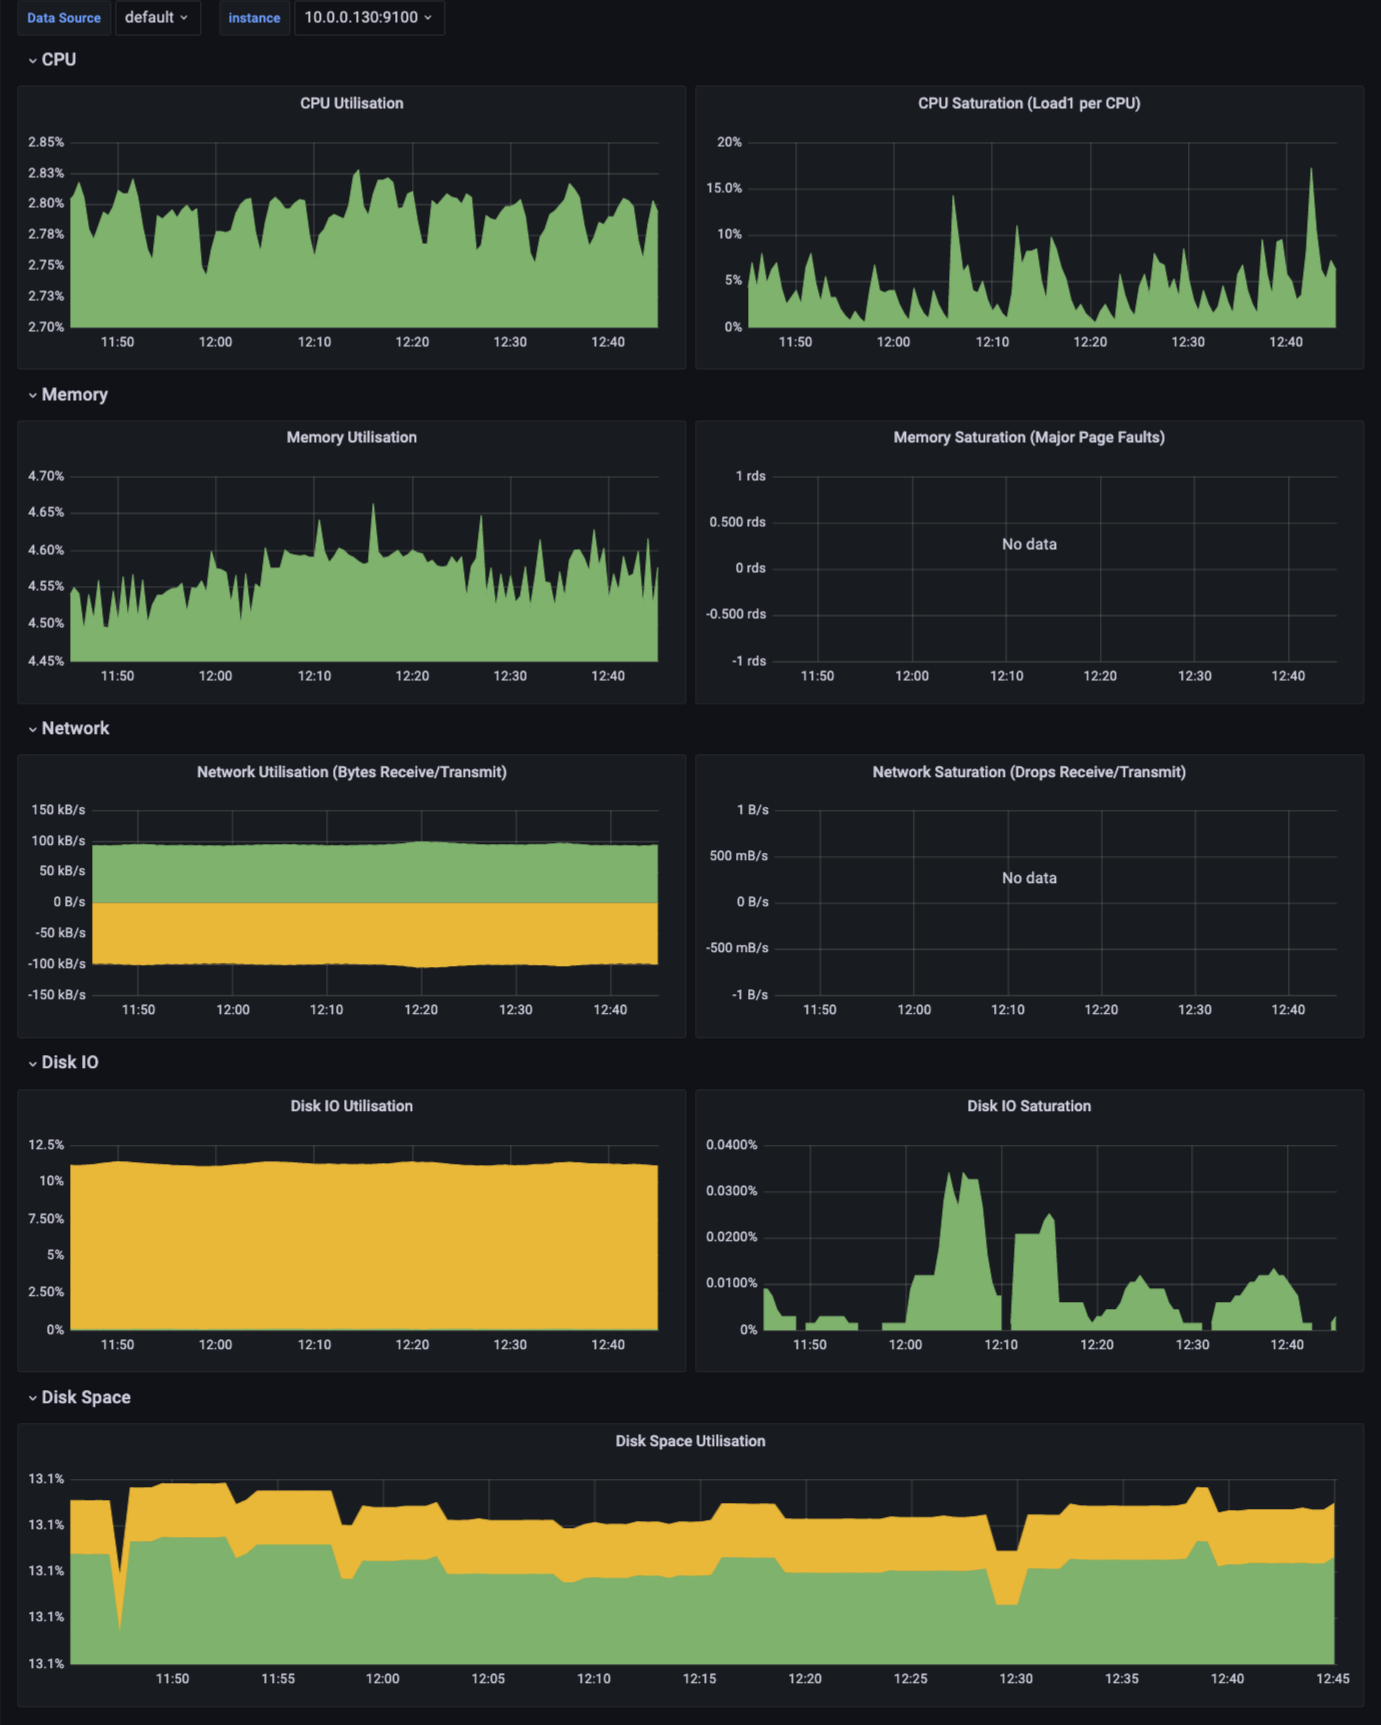 Data Source default instance 10.0.0.130:9100
CPU
CPU Utilisation
2.85%
2.83%
2.80%
2.78%
2.75%
2.73%
2.70%
11:50 12:00 12:10 12:20 12:30 12:40
CPU Saturation (Load1 per CPU)
20%
15.0%
10%
5%
0%
11:50 12:00 12:10 12:20 12:30 12:40
Memory
Memory Utilisation
4.70%
4.65%
4.60%
4.55%
4.50%
4.45%
11:50 12:00 12:10 12:20 12:30 12:40
Memory Saturation (Major Page Faults)
1 rds
0.500 rds
No data
0 rds
-0.500 rds
-1 rds
11:50 12:00 12:10 12:20 12:30 12:40
Network
Network Utilisation (Bytes Receive/Transmit)
150 kB/s
100 kB/s
50 kB/s
0 B/s
-50 kB/s
-100 kB/s
-150 kB/s
11:50 12:00 12:10 12:20 12:30 12:40
Network Saturation (Drops Receive/Transmit)
1 B/s
500 mB/s
No data
0 B/s
-500 mB/s
-1 B/s
11:50 12:00 12:10 12:20 12:30 12:40
Disk IO
Disk IO Utilisation
12.5%
10%
7.50%
5%
2.50%
0%
11:50 12:00 12:10 12:20 12:30 12:40
Disk IO Saturation
0.0400%
0.0300%
0.0200%
0.0100%
0%
11:50 12:00 12:10 12:20 12:30 12:40
Disk Space
Disk Space Utilisation
13.1%
13.1%
13.1%
13.1%
13.1%
11:50 11:55 12:00 12:05 12:10 12:15 12:20 12:25 12:30 12:35 12:40 12:45